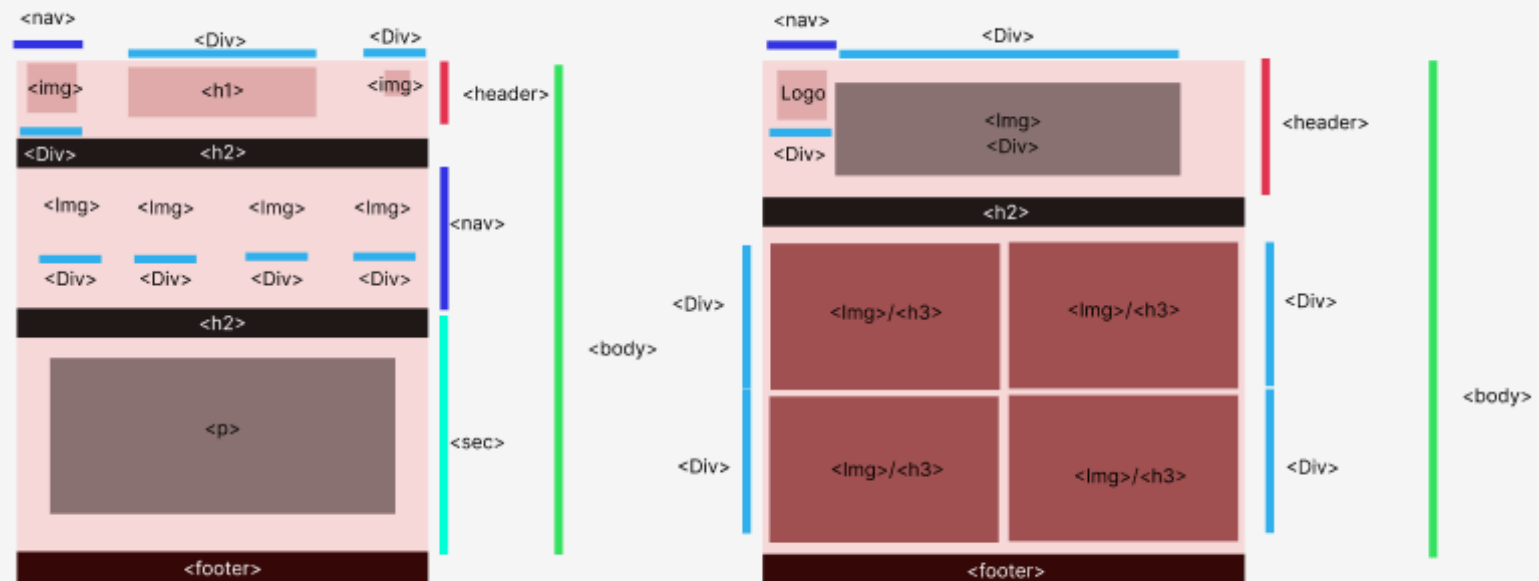 <nav>
<Div>
<Div>
<img>
<h1>
<img>
<header>
<Div>
<h2>
<Img>
<Img>
<Img>
<Img>
<nav>
<Div>
<Div>
<Div>
<Div>
<h2>
<body>
<p>
<sec>
<footer>
<nav>
<Div>
Logo
<Img>
<Div>
<header>
<Div>
<h2>
<Div>
<Img>/<h3>
<Img>/<h3>
<Div>
<body>
<Div>
<Img>/<h3>
<Img>/<h3>
<Div>
<footer>